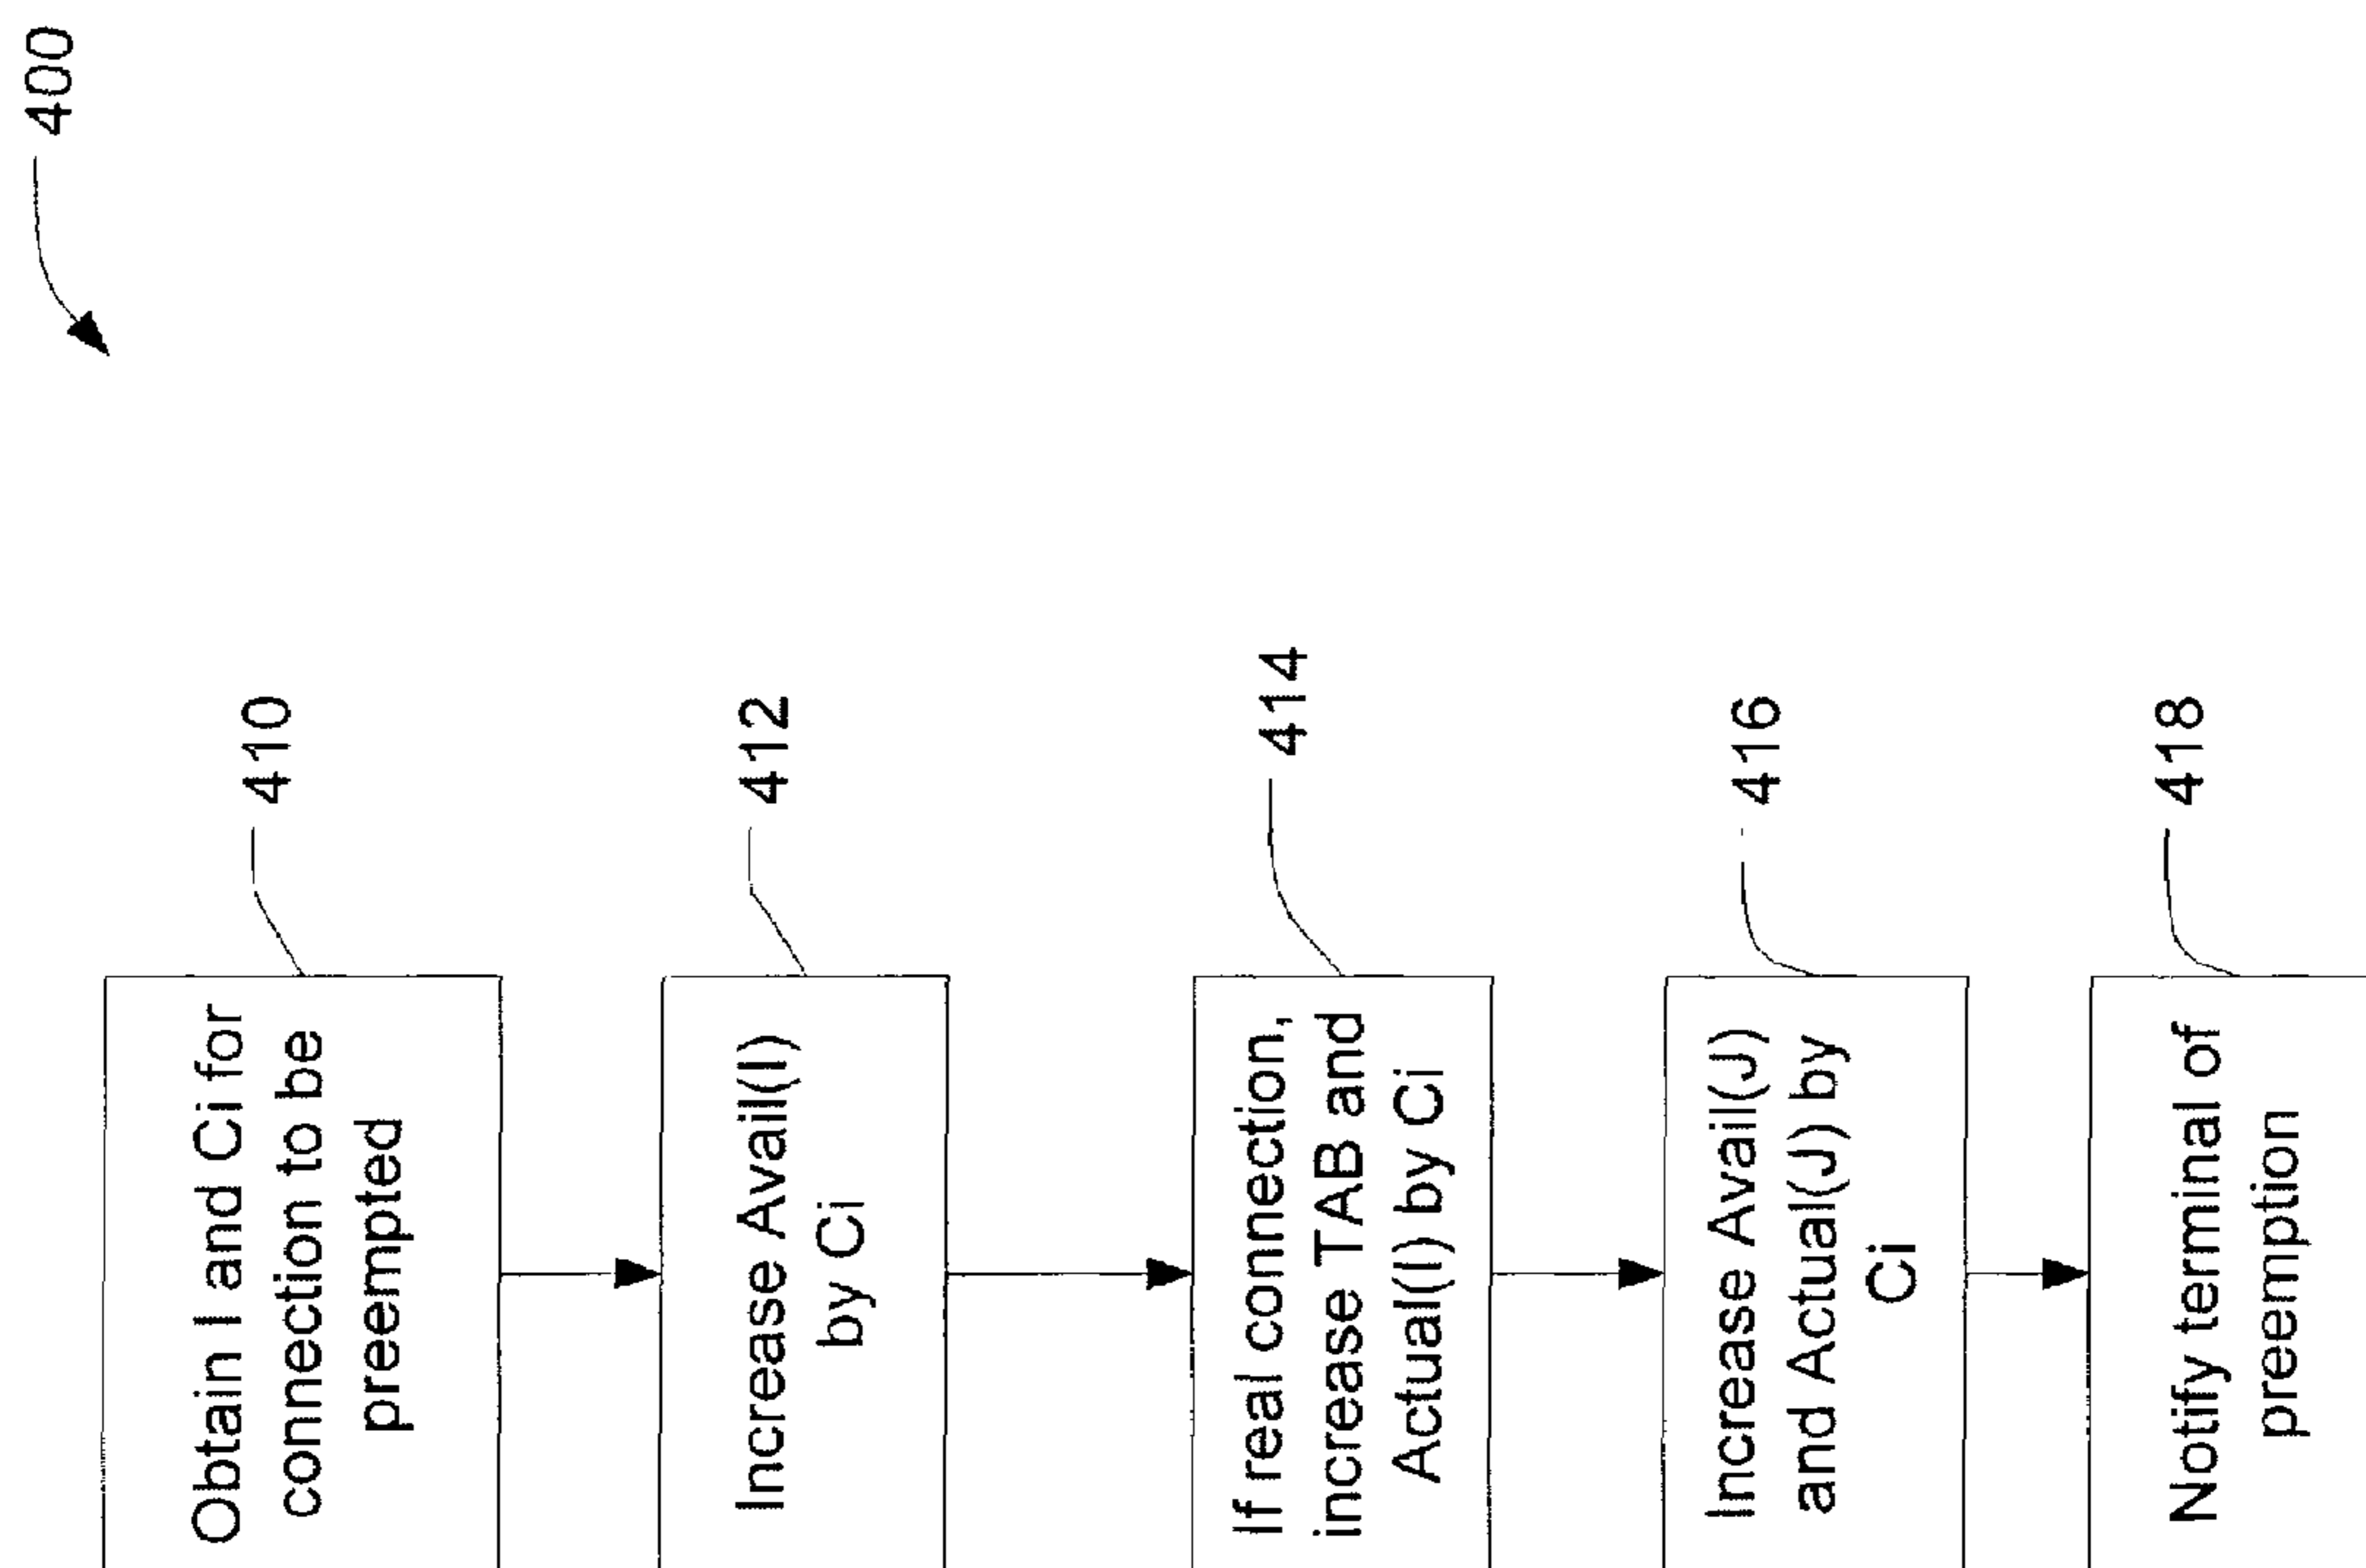 400
Obtain I and Ci for
connection to be
preempted
410
Increase Avail(I)
by Ci
412
If real connection,
increase TAB and
Actual(I) by Ci
414
Increase Avail(J)
and Actual(J) by
Ci
416
Notify terminal of
preemption
418